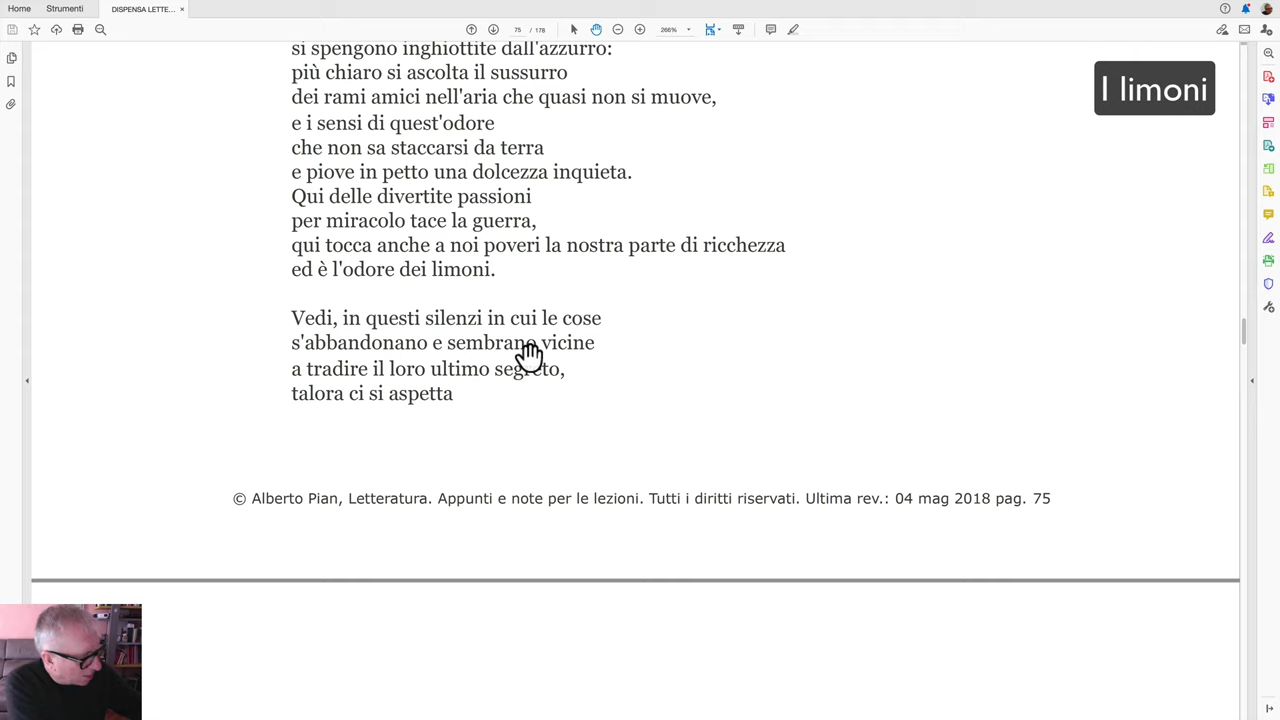 Home
Strumenti
DISPENSA LETTE...
×
75 / 178
266%
I limoni
si spengono inghiottite dall'azzurro:
più chiaro si ascolta il sussurro
dei rami amici nell'aria che quasi non si muove,
e i sensi di quest'odore
che non sa staccarsi da terra
e piove in petto una dolcezza inquieta.
Qui delle divertite passioni
per miracolo tace la guerra,
qui tocca anche a noi poveri la nostra parte di ricchezza
ed è l'odore dei limoni.
Vedi, in questi silenzi in cui le cose
s'abbandonano e sembrano vicine
a tradire il loro ultimo segreto,
talora ci si aspetta
© Alberto Pian, Letteratura. Appunti e note per le lezioni. Tutti i diritti riservati. Ultima rev.: 04 mag 2018 pag. 75